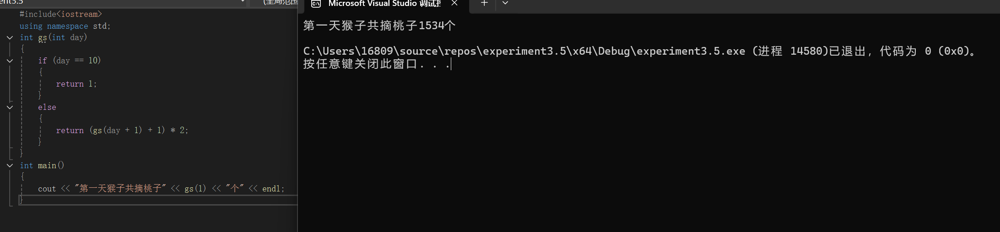 ent3.5
#include<iostream>
using namespace std;
int gs(int day)
{
if (day == 10)
{
return 1;
}
else
{
return (gs(day + 1) + 1) * 2;
}
}
int main()
{
cout << "第一天猴子共摘桃子" << gs(1) << "个" << endl;
}
(全局范围
Microsoft Visual Studio 调试控
第一天猴子共摘桃子1534个
C:\Users\16809\source\repos\experiment3.5\x64\Debug\experiment3.5.exe (进程 14580)已退出，代码为 0 (0x0)。
按任意键关闭此窗口. . .